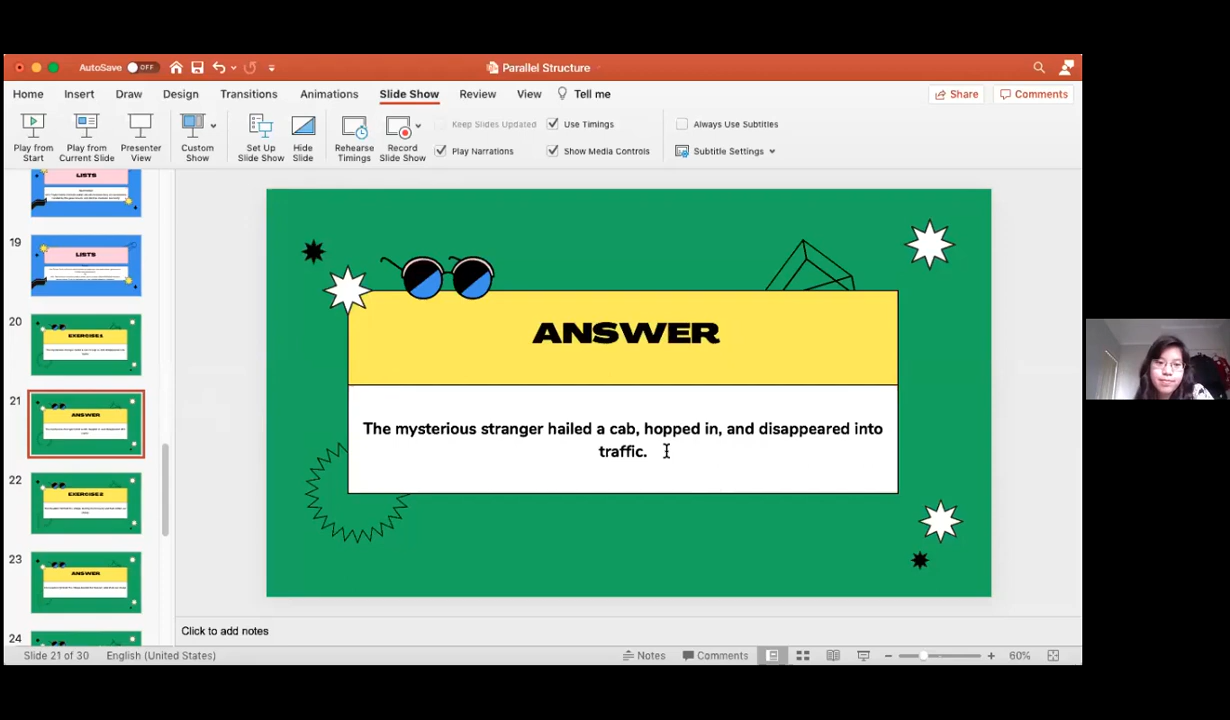 AutoSave OFF
Parallel Structure
Home Insert Draw Design Transitions Animations Slide Show Review View Tell me
Share Comments
Keep Slides Updated Use Timings Always Use Subtitles
Play from Start
Play from Current Slide
Presenter View
Custom Show
Set Up Slide Show
Hide Slide
Rehearse Timings
Record Slide Show
Play Narrations Show Media Controls Subtitle Settings
LISTS
19
LISTS
20
EXERCISE 1
21
ANSWER
22
EXERCISE 2
23
ANSWER
24
ANSWER
The mysterious stranger hailed a cab, hopped in, and disappeared into
traffic.
Click to add notes
Slide 21 of 30 English (United States) Notes Comments 60%